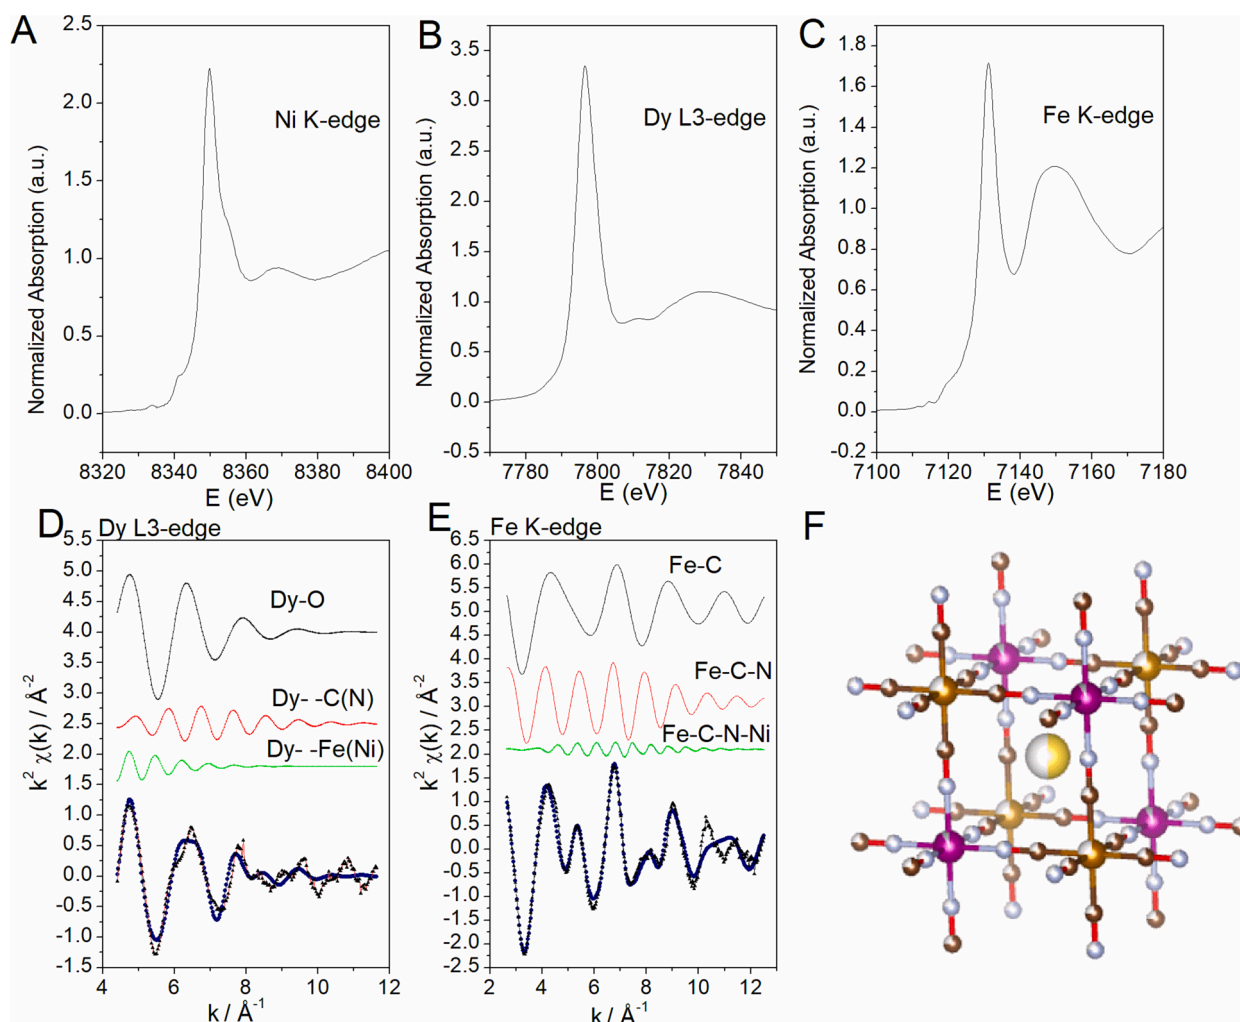 A
B
C
Normalized Absorption (a.u.)
2.5
2.0
1.5
1.0
0.5
0.0
Ni K-edge
8320 8340 8360 8380 8400
E (eV)
Normalized Absorption (a.u.)
3.5
3.0
2.5
2.0
1.5
1.0
0.5
0.0
-0.5
Dy L3-edge
7780 7800 7820 7840
E (eV)
Normalized Absorption (a.u.)
1.8
1.6
1.4
1.2
1.0
0.8
0.6
0.4
0.2
0.0
-0.2
Fe K-edge
7100 7120 7140 7160 7180
E (eV)
D Dy L3-edge
k² χ(k) / Å⁻²
5.5
5.0
4.5
4.0
3.5
3.0
2.5
2.0
1.5
1.0
0.5
0.0
-0.5
-1.0
-1.5
Dy-O
Dy- -C(N)
Dy- -Fe(Ni)
4 6 8 10 12
k / Å⁻¹
E Fe K-edge
k² χ(k) / Å⁻²
6.5
6.0
5.5
5.0
4.5
4.0
3.5
3.0
2.5
2.0
1.5
1.0
0.5
0.0
-0.5
-1.0
-1.5
-2.0
-2.5
Fe-C
Fe-C-N
Fe-C-N-Ni
2 4 6 8 10 12
k / Å⁻¹
F